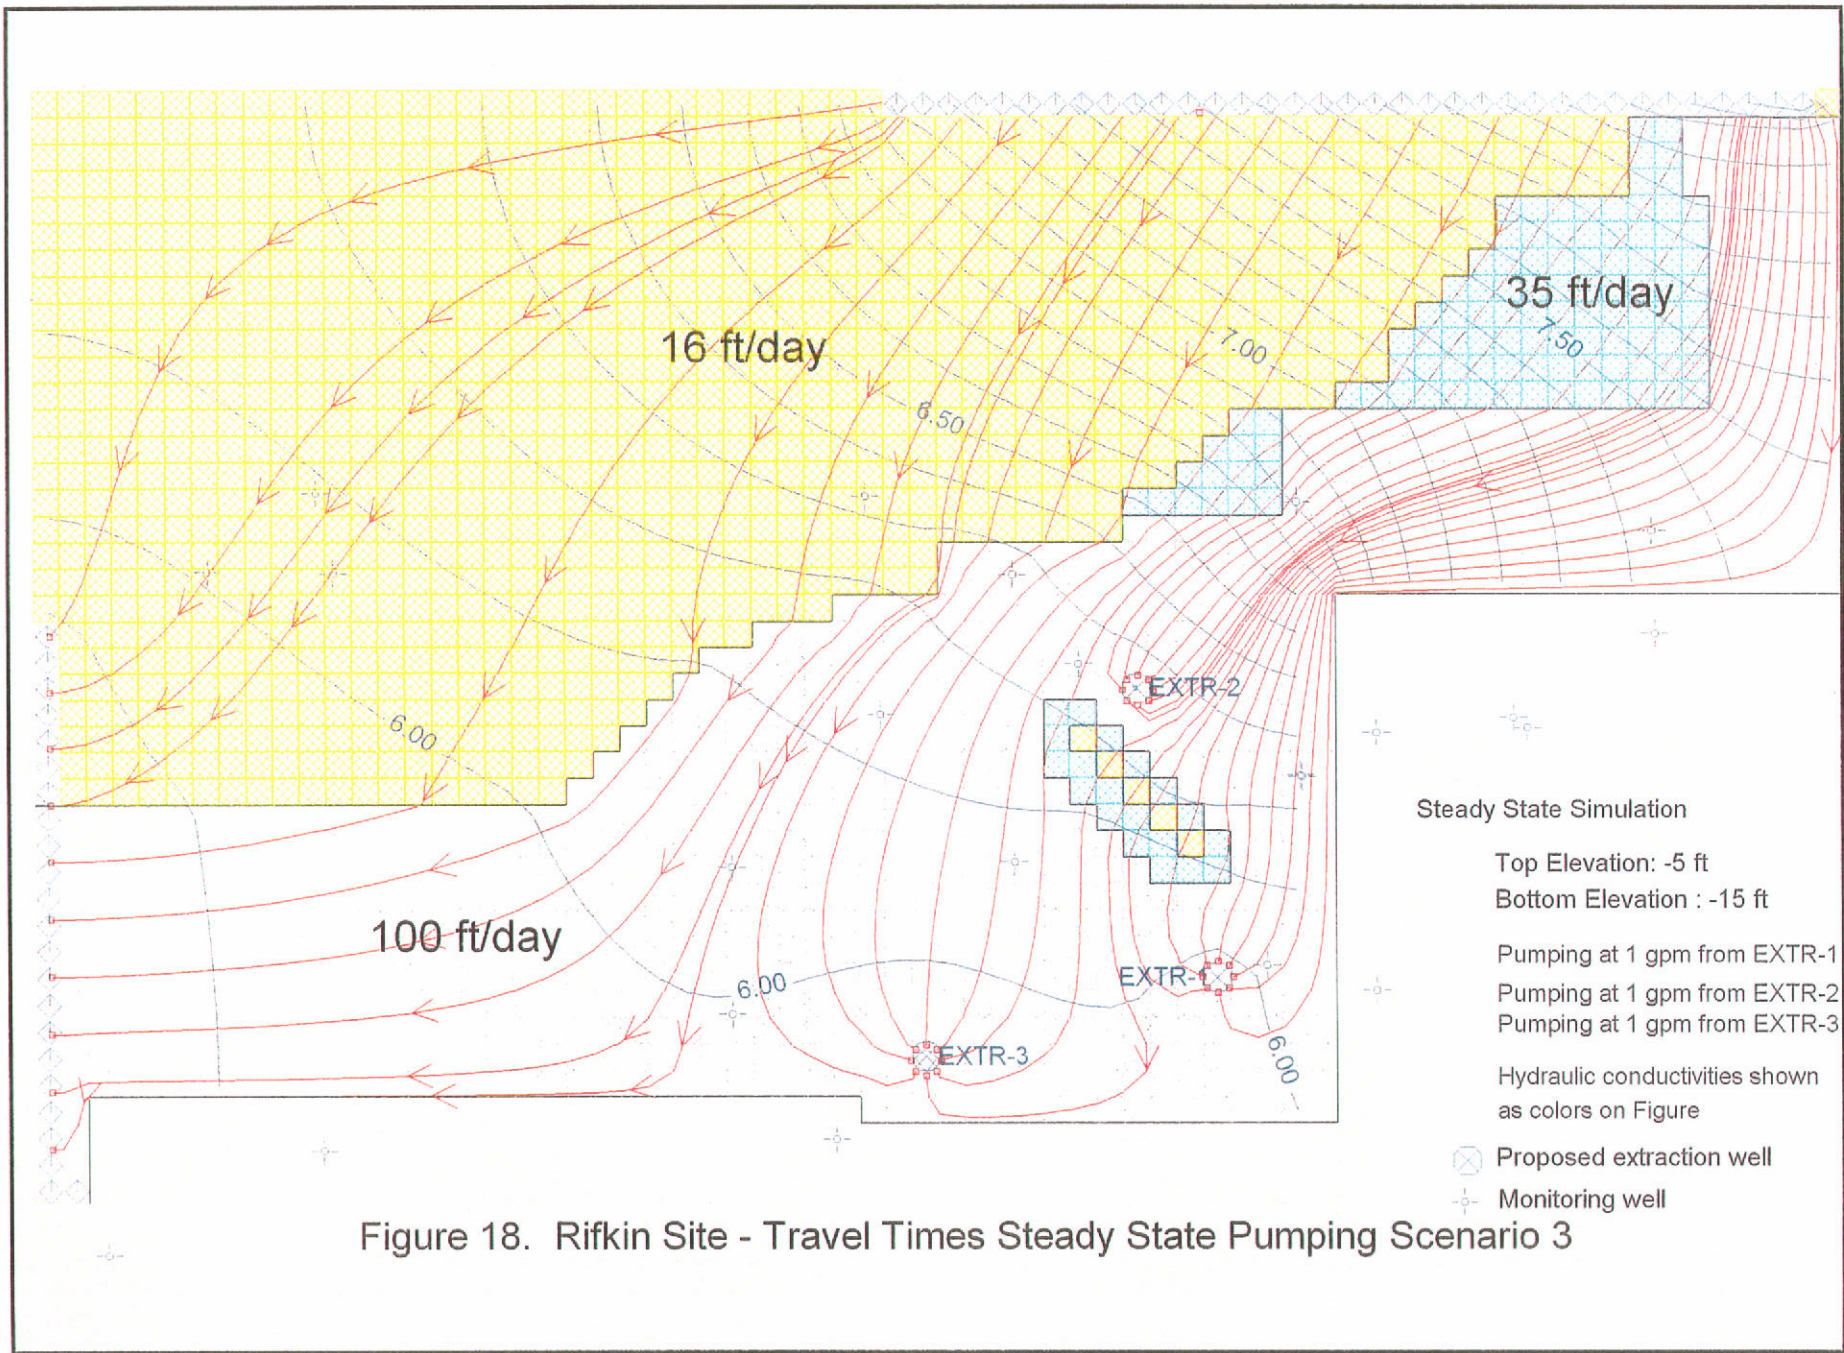 35 ft/day
7.50
16 ft/day
7.00
6.50
6.00
EXTR-2
Steady State Simulation
Top Elevation: -5 ft
Bottom Elevation : -15 ft
100 ft/day
Pumping at 1 gpm from EXTR-1
EXTR-1
6.00
Pumping at 1 gpm from EXTR-2
Pumping at 1 gpm from EXTR-3
EXTR-3
6.00
Hydraulic conductivities shown
as colors on Figure
Proposed extraction well
Monitoring well
Figure 18. Rifkin Site - Travel Times Steady State Pumping Scenario 3